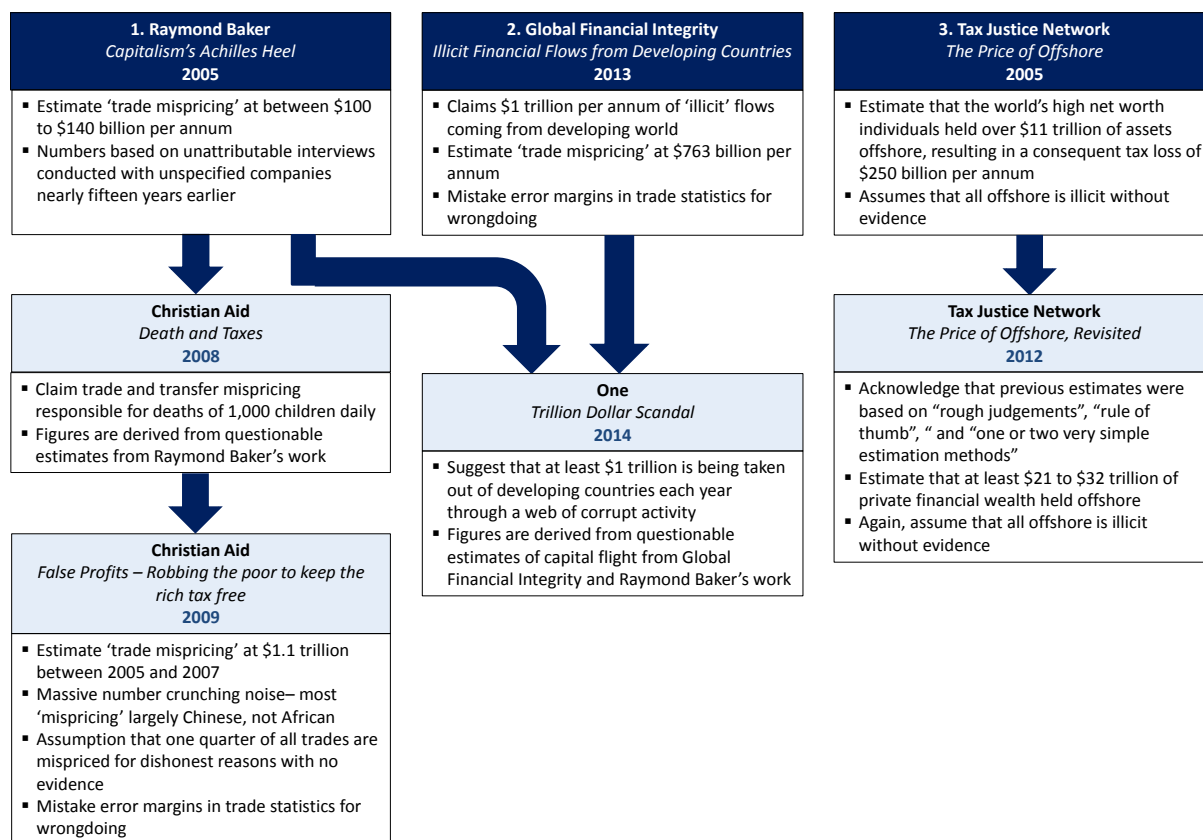 1. Raymond Baker
Capitalism's Achilles Heel
2005
▪ Estimate 'trade mispricing' at between $100
to $140 billion per annum
▪ Numbers based on unattributable interviews
conducted with unspecified companies
nearly fifteen years earlier
2. Global Financial Integrity
Illicit Financial Flows from Developing Countries
2013
▪ Claims $1 trillion per annum of 'illicit' flows
coming from developing world
▪ Estimate 'trade mispricing' at $763 billion per
annum
▪ Mistake error margins in trade statistics for
wrongdoing
3. Tax Justice Network
The Price of Offshore
2005
▪ Estimate that the world's high net worth
individuals held over $11 trillion of assets
offshore, resulting in a consequent tax loss of
$250 billion per annum
▪ Assumes that all offshore is illicit without
evidence
Christian Aid
Death and Taxes
2008
▪ Claim trade and transfer mispricing
responsible for deaths of 1,000 children daily
▪ Figures are derived from questionable
estimates from Raymond Baker's work
One
Trillion Dollar Scandal
2014
▪ Suggest that at least $1 trillion is being taken
out of developing countries each year
through a web of corrupt activity
▪ Figures are derived from questionable
estimates of capital flight from Global
Financial Integrity and Raymond Baker's work
Tax Justice Network
The Price of Offshore, Revisited
2012
▪ Acknowledge that previous estimates were
based on "rough judgements", "rule of
thumb", " and "one or two very simple
estimation methods"
▪ Estimate that at least $21 to $32 trillion of
private financial wealth held offshore
▪ Again, assume that all offshore is illicit
without evidence
Christian Aid
False Profits – Robbing the poor to keep the
rich tax free
2009
▪ Estimate 'trade mispricing' at $1.1 trillion
between 2005 and 2007
▪ Massive number crunching noise– most
'mispricing' largely Chinese, not African
▪ Assumption that one quarter of all trades are
mispriced for dishonest reasons with no
evidence
▪ Mistake error margins in trade statistics for
wrongdoing